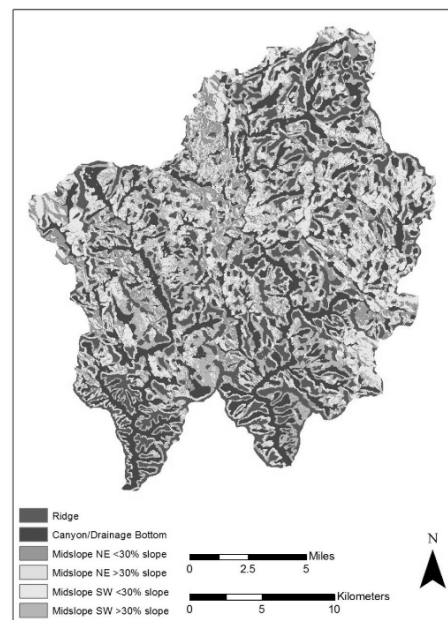 Ridge
Canyon/Drainage Bottom
Midslope NE <30% slope
Midslope NE >30% slope
Midslope SW <30% slope
Midslope SW >30% slope
Miles
0 2.5 5
Kilometers
0 5 10
N